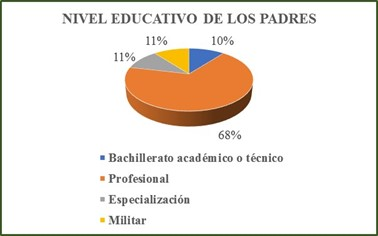 NIVEL EDUCATIVO DE LOS PADRES
11%
10%
11%
68%
Bachillerato académico o técnico
Profesional
Especialización
Militar